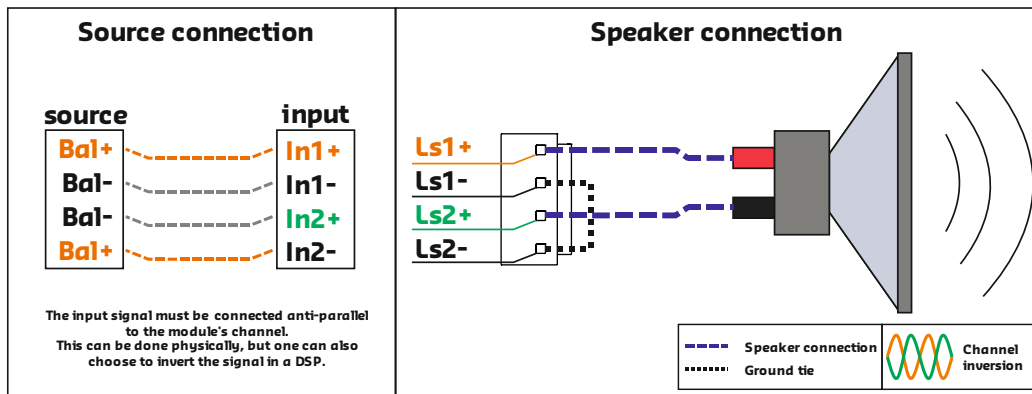 Source connection
source
input
Bal+
In1+
Bal-
In1-
Bal-
In2+
Bal+
In2-
The input signal must be connected anti-parallel
to the module's channel.
This can be done physically, but one can also
choose to invert the signal in a DSP.
Speaker connection
Ls1+
Ls1-
Ls2+
Ls2-
Speaker connection
Ground tie
Channel
inversion